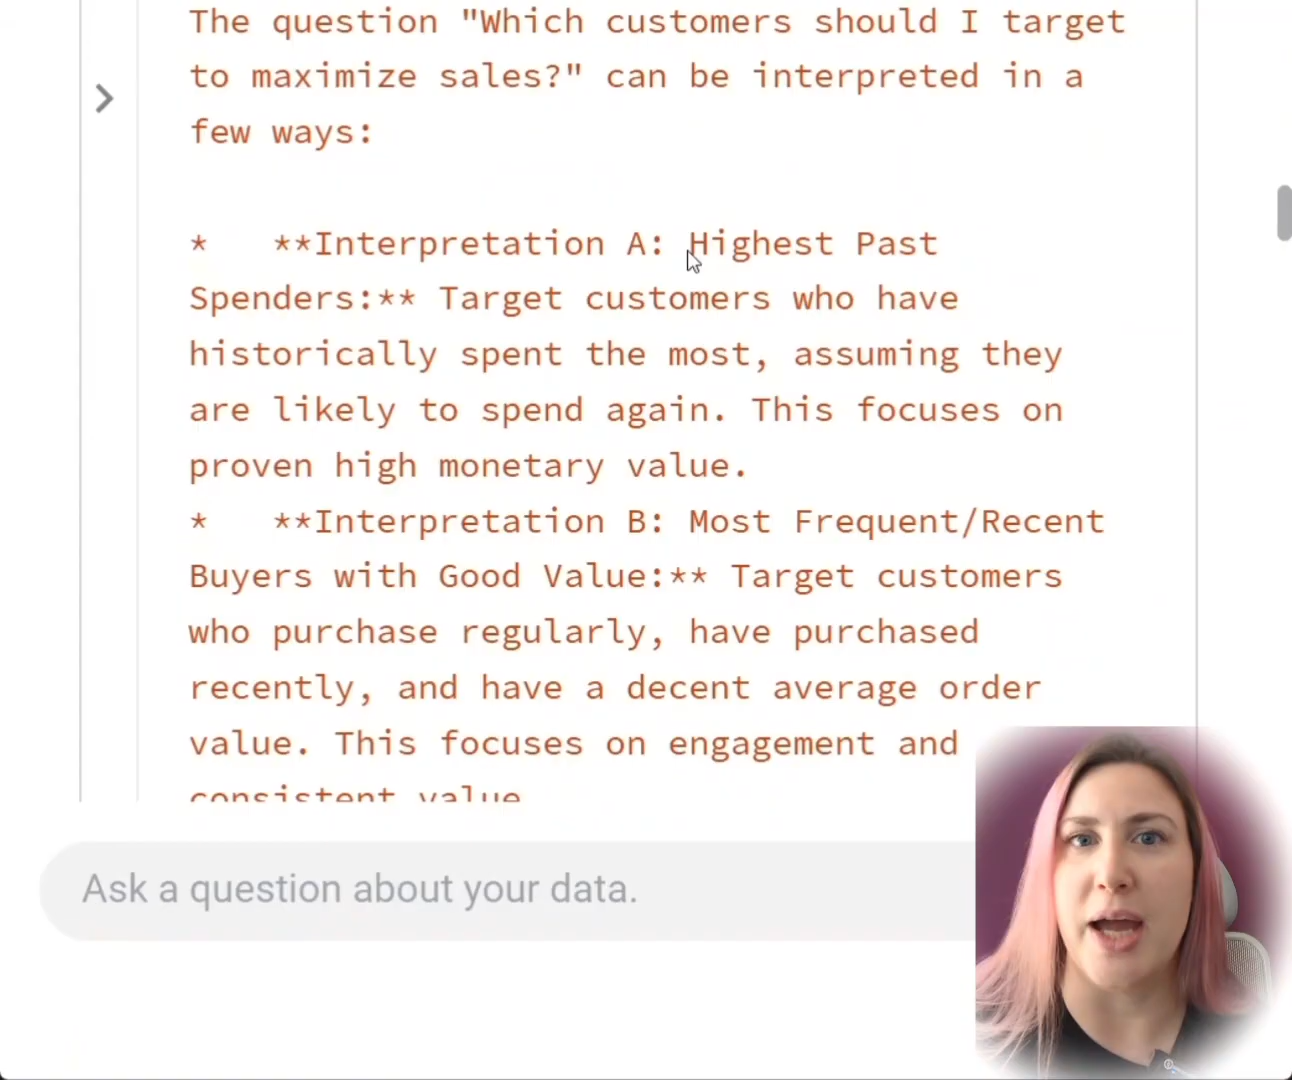 The question "Which customers should I target
to maximize sales?" can be interpreted in a
few ways:
*   **Interpretation A: Highest Past
Spenders:** Target customers who have
historically spent the most, assuming they
are likely to spend again. This focuses on
proven high monetary value.
*   **Interpretation B: Most Frequent/Recent
Buyers with Good Value:** Target customers
who purchase regularly, have purchased
recently, and have a decent average order
value. This focuses on engagement and
consistent value
Ask a question about your data.